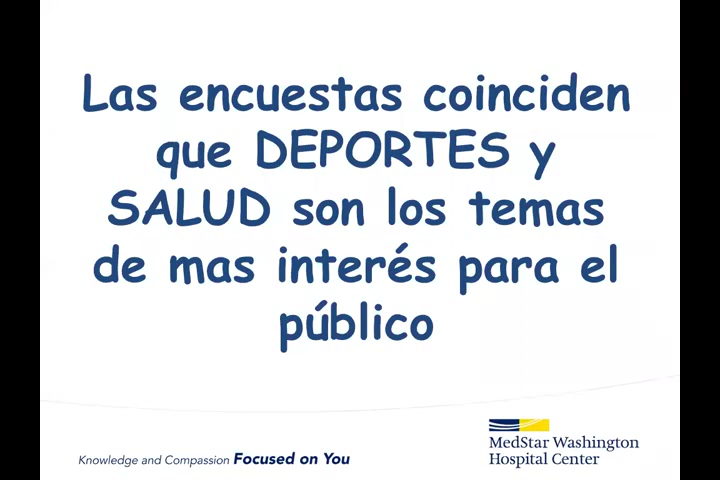 Las encuestas coinciden
que DEPORTES y
SALUD son los temas
de mas interés para el
público
Knowledge and Compassion Focused on You
MedStar Washington
Hospital Center